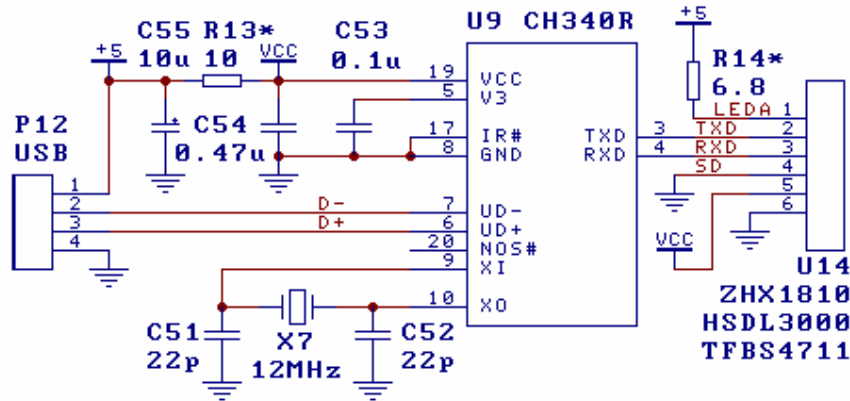 U9 CH340R
C55 R13* C53
+5 10u 10 VCC 0.1u
+5
R14*
6.8
19 VCC
5 V3
C54
0.47u
17 IR#
8 GND
TXD 3
RXD 4
LEDA 1
TXD 2
RXD 3
SD 4
5
6
VCC
P12
USB
1
2
3
4
D- 7 UD-
D+ 6 UD+
20 NOS#
9 XI
10 XO
C51
22p
X7
12MHz
C52
22p
U14
ZHX1810
HSDL3000
TFBS4711